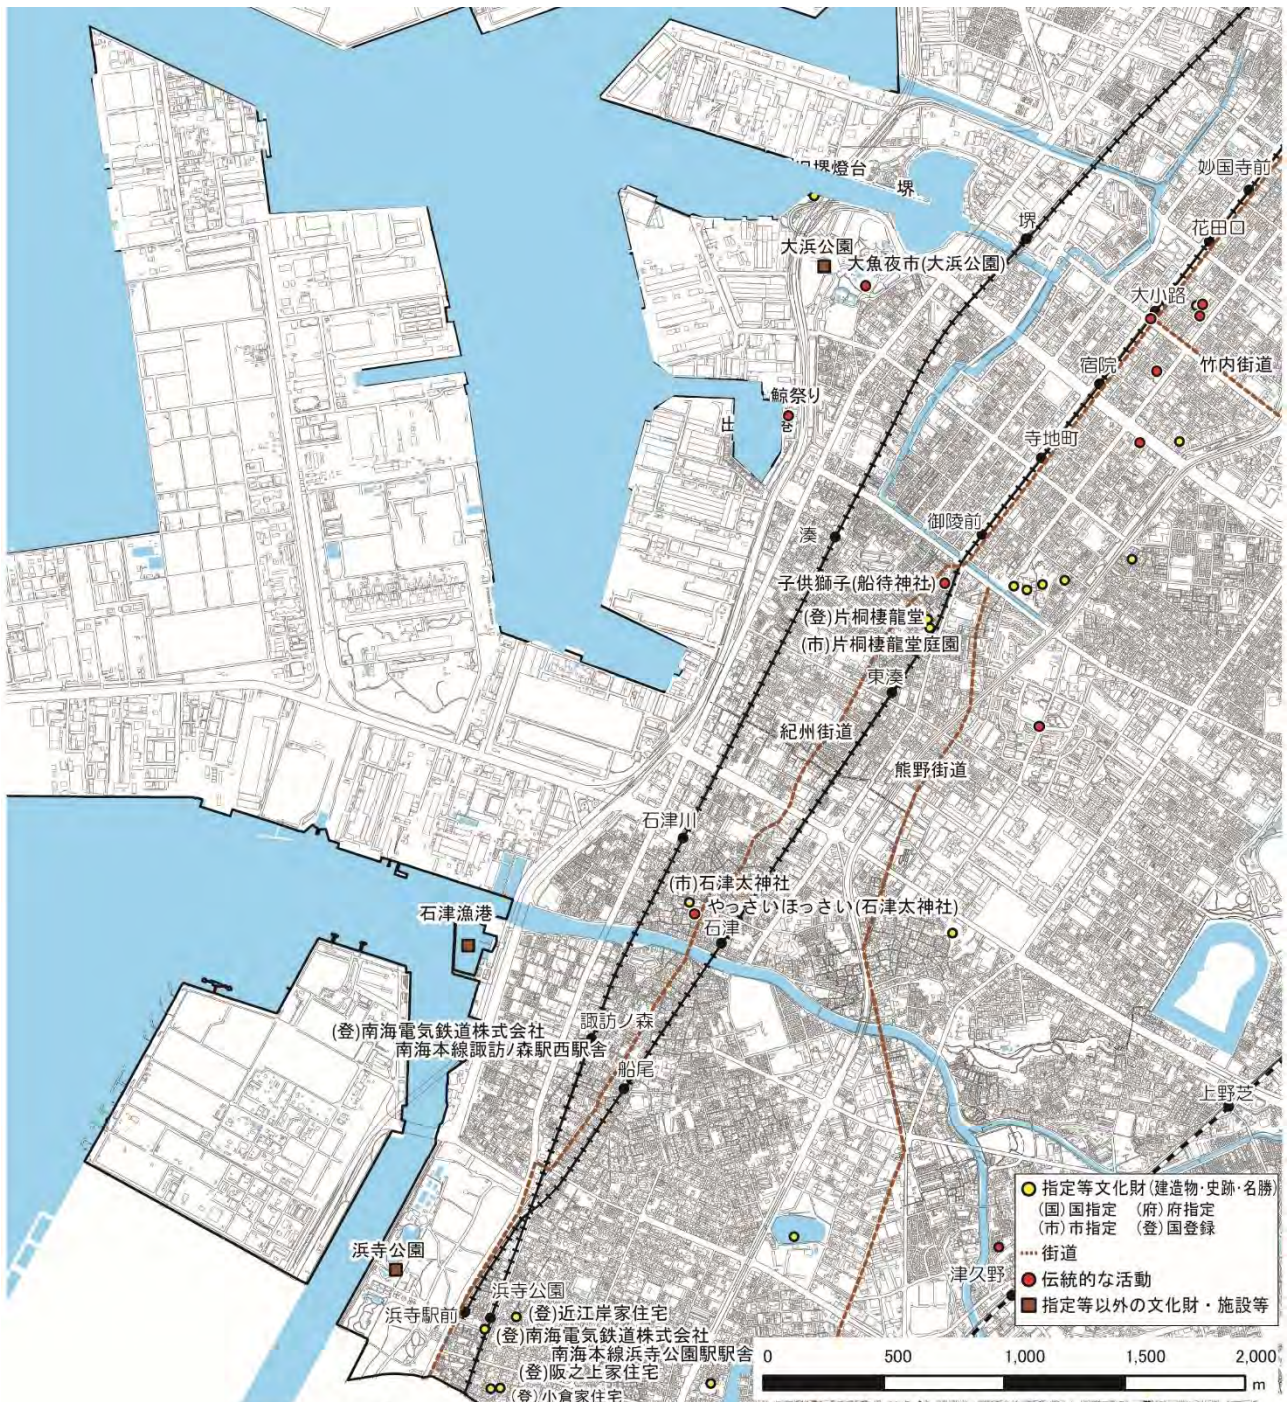 旧堺燈台
堺
妙国寺前
花田口
堺
大浜公園
大魚夜市(大浜公園)
大小路
宿院
竹内街道
鯨祭り
出
港
寺地町
湊
御陵前
子供獅子(船待神社)
(登)片桐棲龍堂
(市)片桐棲龍堂庭園
東湊
紀州街道
熊野街道
石津川
(市)石津太神社
やっさいほっさい(石津太神社)
石津漁港
石津
(登)南海電気鉄道株式会社
南海本線諏訪ノ森駅西駅舎
諏訪ノ森
船尾
上野芝
浜寺公園
津久野
浜寺公園
浜寺駅前
(登)近江岸家住宅
(登)南海電気鉄道株式会社
南海本線浜寺公園駅駅舎
(登)阪之上家住宅
(登)小倉家住宅
指定等文化財(建造物・史跡・名勝)
(国)国指定 (府)府指定
(市)市指定 (登)国登録
街道
伝統的な活動
指定等以外の文化財・施設等
0 500 1,000 1,500 2,000
m